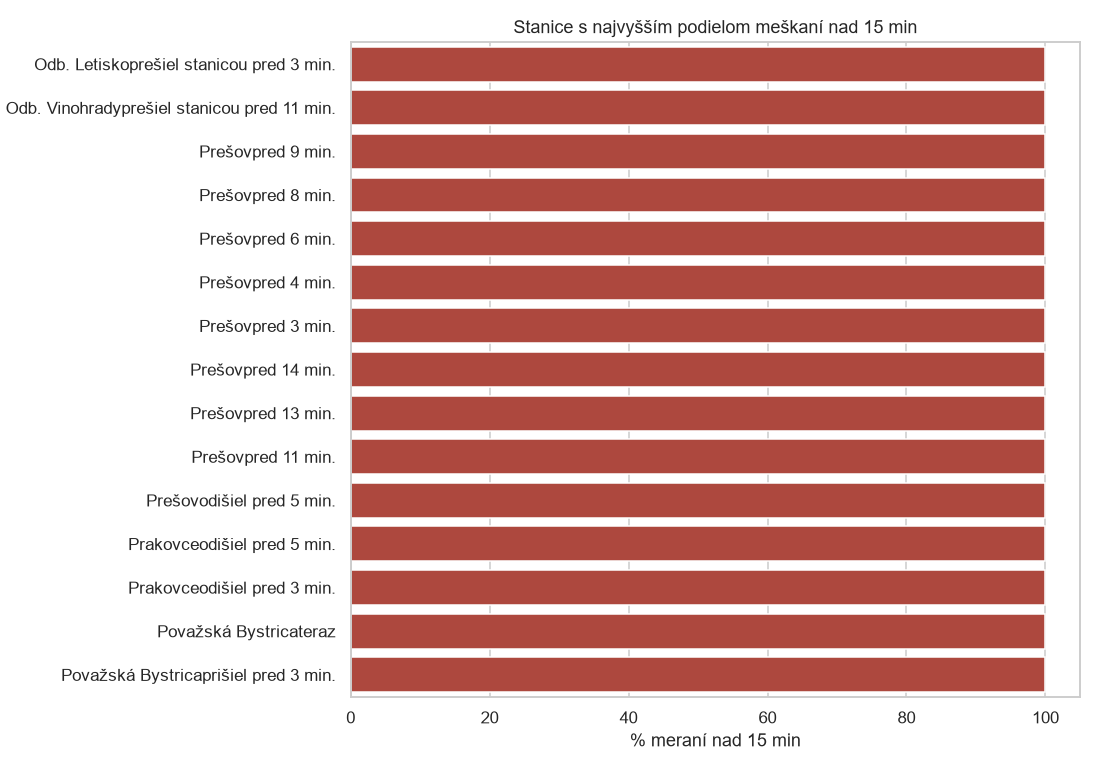 Stanice s najvyšším podielom meškaní nad 15 min
Odb. Letiskoprešiel stanicou pred 3 min.
Odb. Vinohradyprešiel stanicou pred 11 min.
Prešovpred 9 min.
Prešovpred 8 min.
Prešovpred 6 min.
Prešovpred 4 min.
Prešovpred 3 min.
Prešovpred 14 min.
Prešovpred 13 min.
Prešovpred 11 min.
Prešovodišiel pred 5 min.
Prakovceodišiel pred 5 min.
Prakovceodišiel pred 3 min.
Považská Bystricateraz
Považská Bystricaprišiel pred 3 min.
0 20 40 60 80 100
% meraní nad 15 min